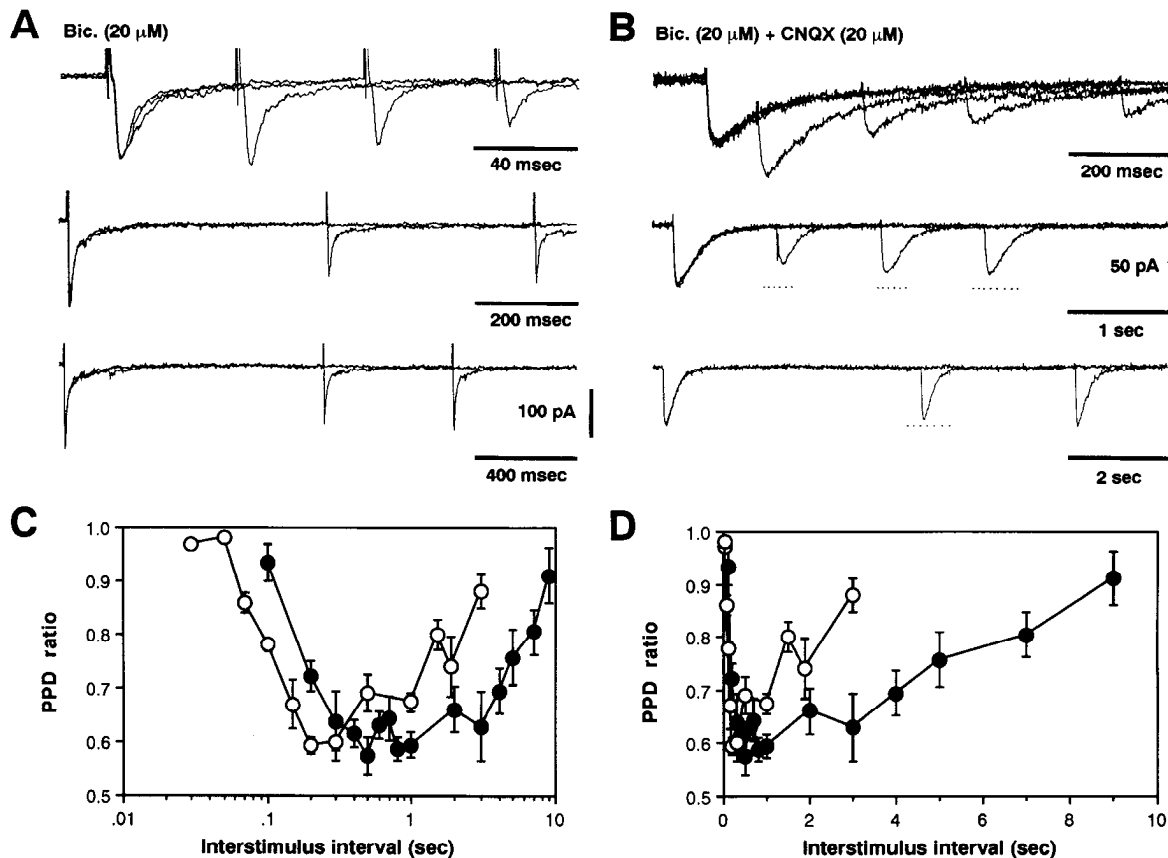 A
Bic. (20 µM)
40 msec
200 msec
100 pA
400 msec
B
Bic. (20 µM) + CNQX (20 µM)
200 msec
50 pA
1 sec
2 sec
C
PPD ratio
1.0
0.9
0.8
0.7
0.6
0.5
.01
.1
1
10
Interstimulus interval (sec)
D
PPD ratio
1.0
0.9
0.8
0.7
0.6
0.5
0
2
4
6
8
10
Interstimulus interval (sec)